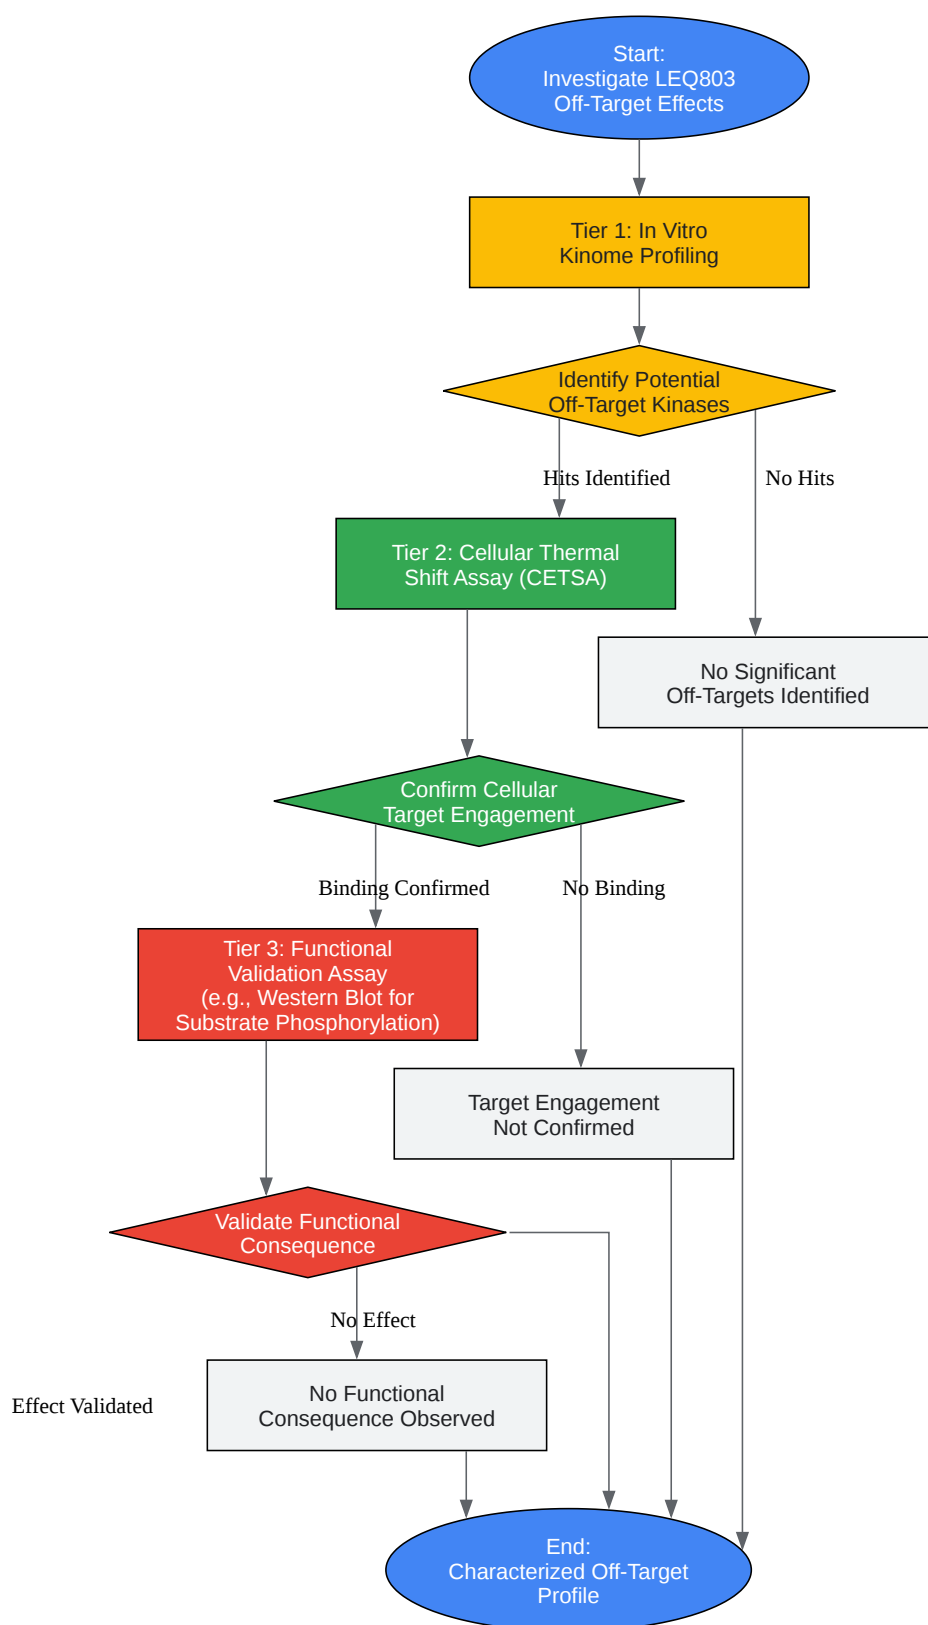 Start:
Investigate LEQ803
Off-Target Effects
Tier 1: In Vitro
Kinome Profiling
Identify Potential
Off-Target Kinases
Hits Identified
No Hits
Tier 2: Cellular Thermal
Shift Assay (CETSA)
No Significant
Off-Targets Identified
Confirm Cellular
Target Engagement
Binding Confirmed
No Binding
Tier 3: Functional
Validation Assay
(e.g., Western Blot for
Substrate Phosphorylation)
Target Engagement
Not Confirmed
Validate Functional
Consequence
No Effect
No Functional
Consequence Observed
Effect Validated
End:
Characterized Off-Target
Profile